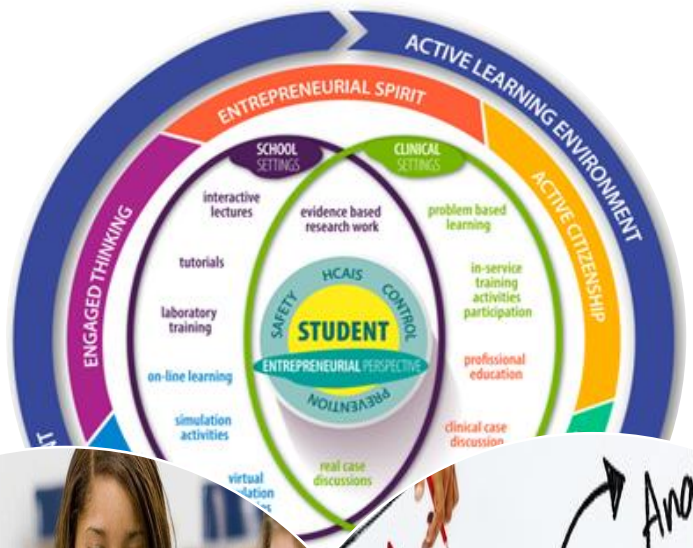 ACTIVE LEARNING ENVIRONMENT
ENTREPRENEURIAL SPIRIT
ENGAGED THINKING
ACTIVE CITIZENSHIP
SCHOOL
SETTINGS
CLINICAL
SETTINGS
interactive
lectures
tutorials
laboratory
training
on-line learning
simulation
activities
virtual
evidence based
research work
HCAIS
SAFETY
CONTROL
STUDENT
ENTREPRENEURIAL PERSPECTIVE
PREVENTION
real case
discussions
problem based
learning
in-service
training
activities
participation
profissional
education
clinical case
discussion